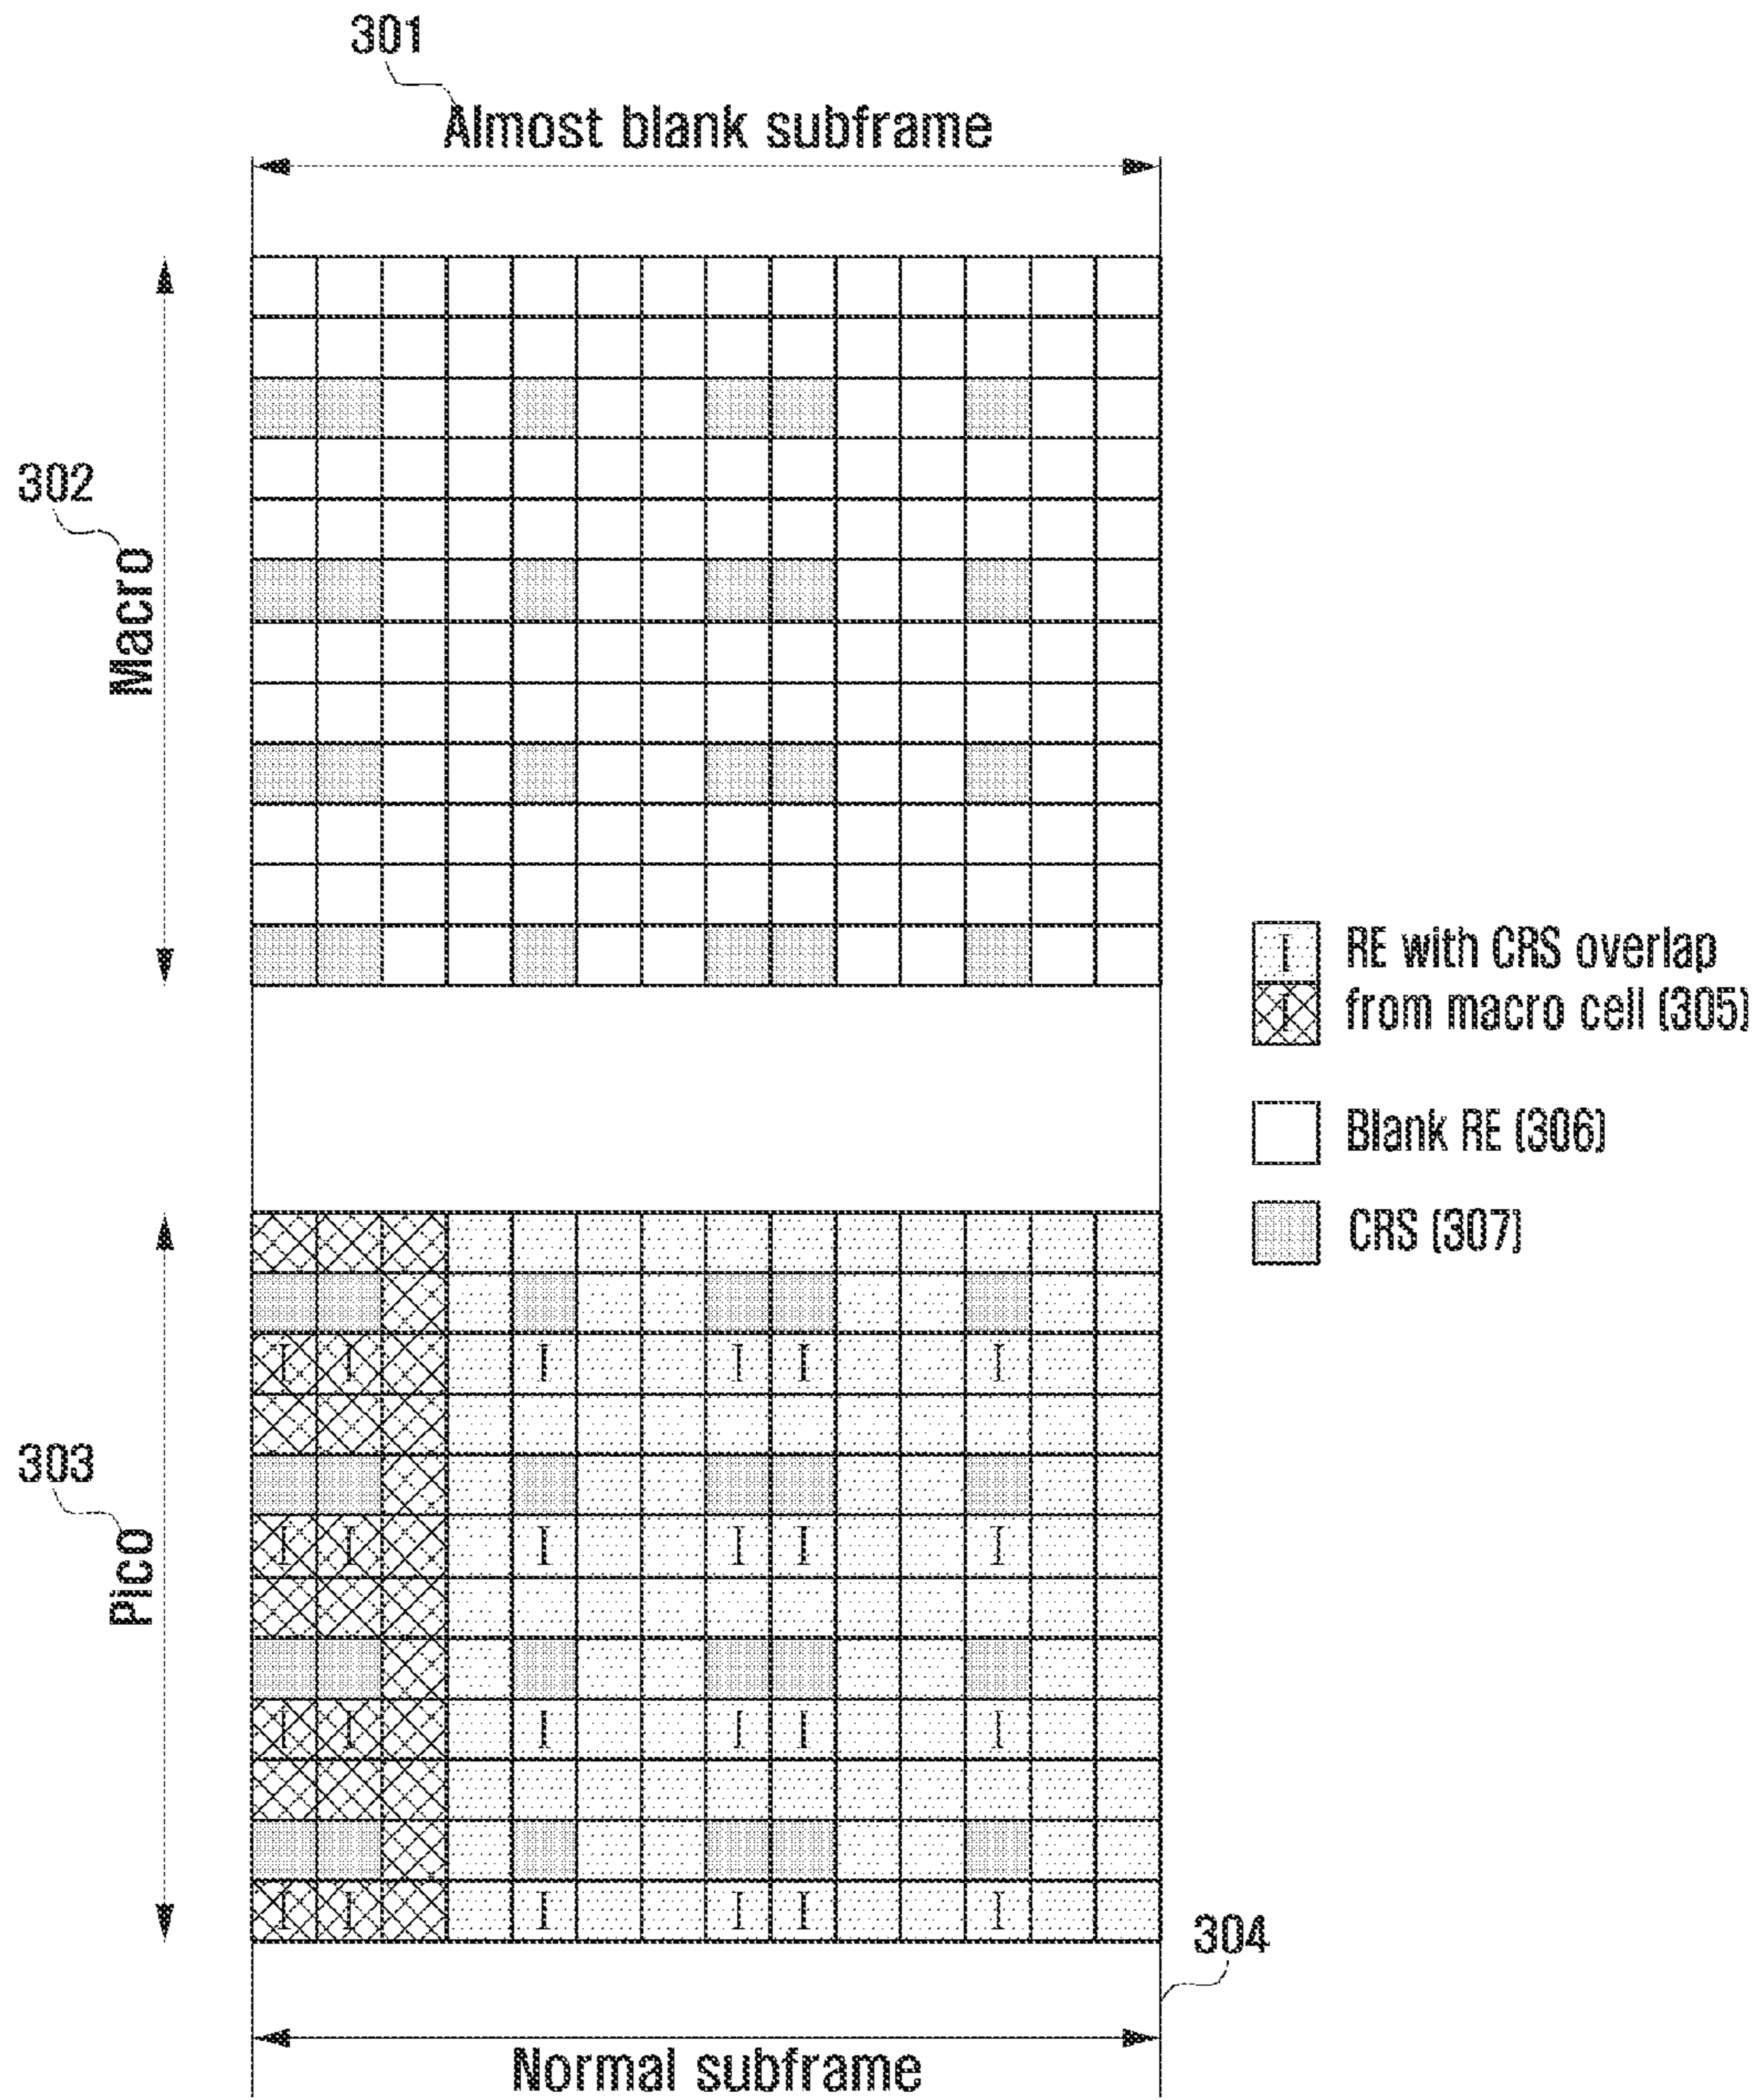 301
Almost blank subframe
302
Macro
RE with CRS overlap
I
from macro cell (305)
I
Blank RE (306)
CRS (307)
I I I I I I
303
I I I I I I
Pico
I I I I I I
I I I I I I
304
Normal subframe